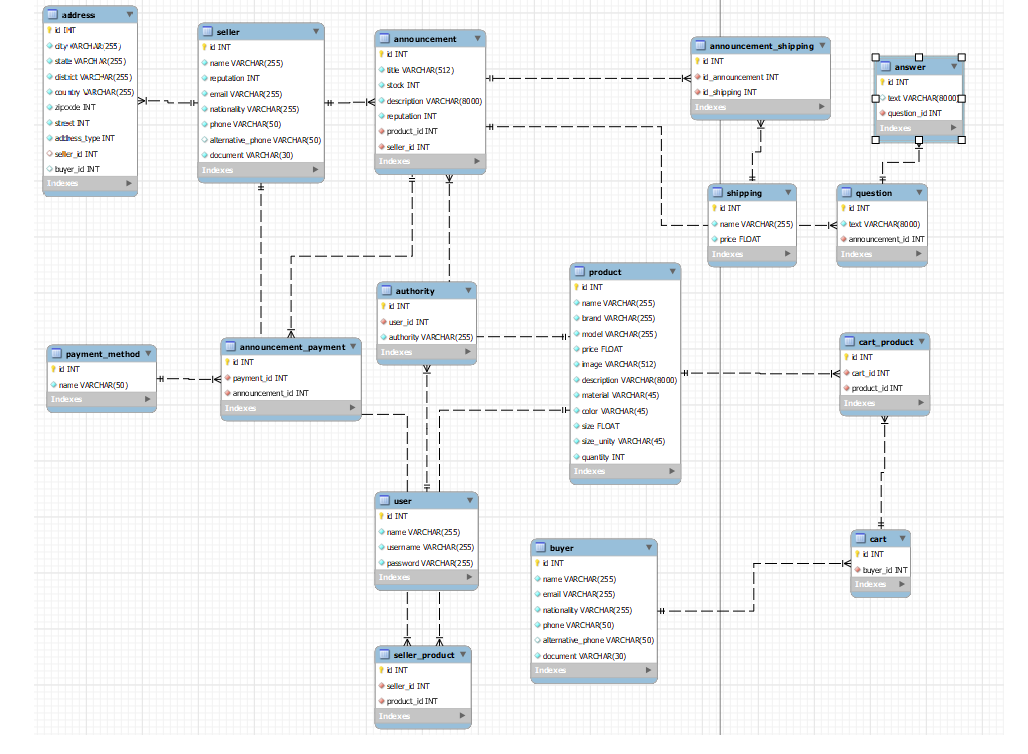 address
id INT
city VARCHAR(255)
state VARCHAR(255)
district VARCHAR(255)
country VARCHAR(255)
zipcode INT
street INT
address_type INT
seller_id INT
buyer_id INT
Indexes
seller
id INT
name VARCHAR(255)
reputation INT
email VARCHAR(255)
nationality VARCHAR(255)
phone VARCHAR(50)
alternative_phone VARCHAR(50)
document VARCHAR(30)
Indexes
announcement
id INT
title VARCHAR(512)
stock INT
description VARCHAR(8000)
reputation INT
product_id INT
seller_id INT
Indexes
announcement_shipping
id INT
id_announcement INT
id_shipping INT
Indexes
answer
id INT
text VARCHAR(8000)
question_id INT
Indexes
shipping
id INT
name VARCHAR(255)
price FLOAT
Indexes
question
id INT
text VARCHAR(8000)
announcement_id INT
Indexes
authority
id INT
user_id INT
authority VARCHAR(255)
Indexes
product
id INT
name VARCHAR(255)
brand VARCHAR(255)
model VARCHAR(255)
price FLOAT
image VARCHAR(512)
description VARCHAR(8000)
material VARCHAR(45)
color VARCHAR(45)
size FLOAT
size_unity VARCHAR(45)
quantity INT
Indexes
payment_method
id INT
name VARCHAR(50)
Indexes
announcement_payment
id INT
payment_id INT
announcement_id INT
Indexes
cart_product
id INT
cart_id INT
product_id INT
Indexes
user
id INT
name VARCHAR(255)
username VARCHAR(255)
password VARCHAR(255)
Indexes
buyer
id INT
name VARCHAR(255)
email VARCHAR(255)
nationality VARCHAR(255)
phone VARCHAR(50)
alternative_phone VARCHAR(50)
document VARCHAR(30)
Indexes
cart
id INT
buyer_id INT
Indexes
seller_product
id INT
seller_id INT
product_id INT
Indexes